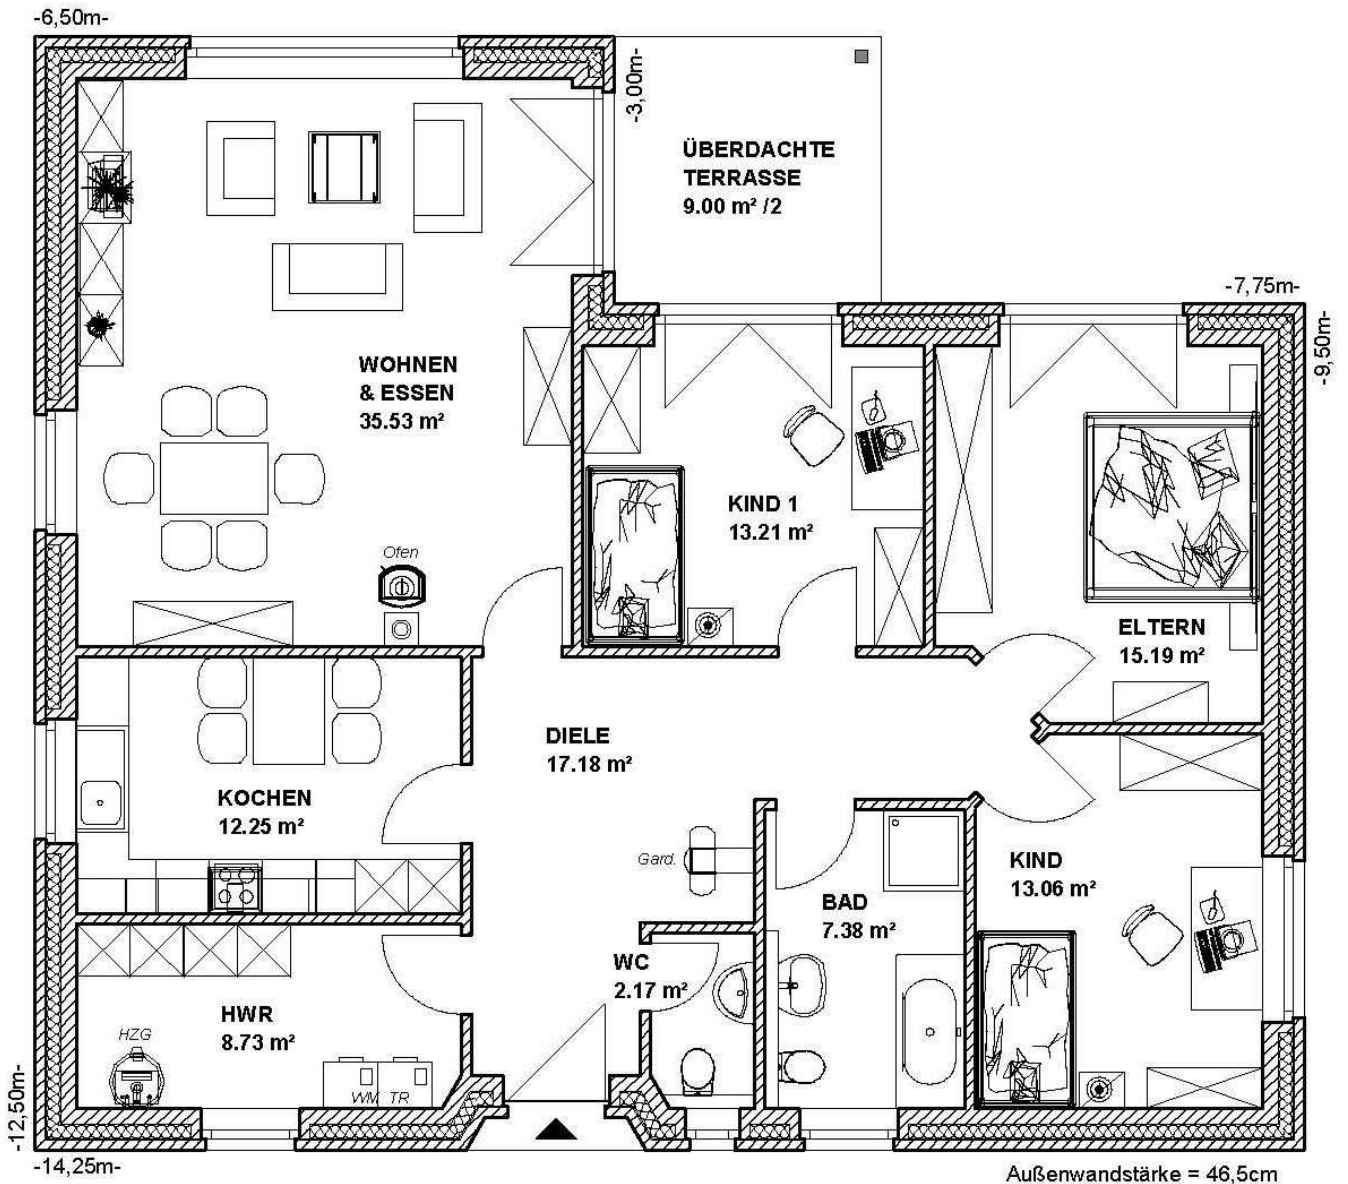 -6,50m-
-3,00m-
ÜBERDACHTE
TERRASSE
9.00 m² /2
-7,75m-
-9,50m-
WOHNEN
& ESSEN
35.53 m²
KIND 1
13.21 m²
Ofen
ELTERN
15.19 m²
DIELE
17.18 m²
KOCHEN
12.25 m²
Gard.
KIND
13.06 m²
BAD
7.38 m²
WC
2.17 m²
HWR
8.73 m²
HZG
WM TR
-12,50m-
-14,25m-
Außenwandstärke = 46,5cm